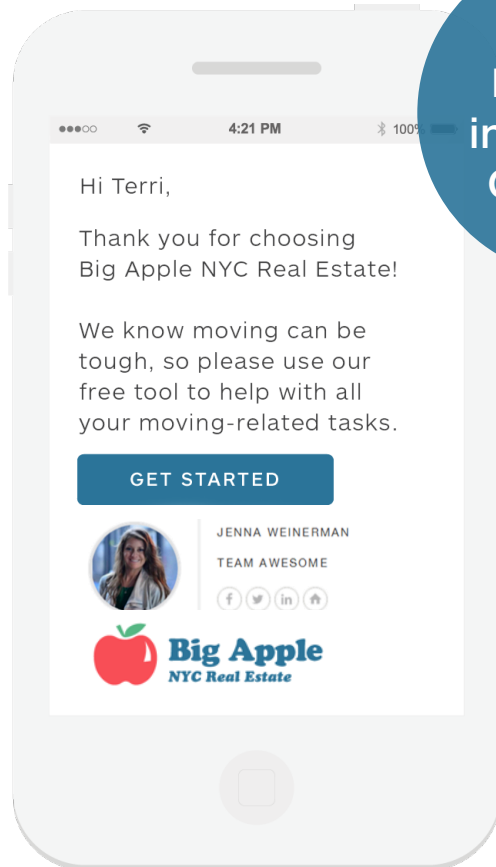 4:21 PM 100%
Hi Terri,
Thank you for choosing
Big Apple NYC Real Estate!
We know moving can be
tough, so please use our
free tool to help with all
your moving-related tasks.
GET STARTED
JENNA WEINERMAN
TEAM AWESOME
f in
Big Apple
NYC Real Estate